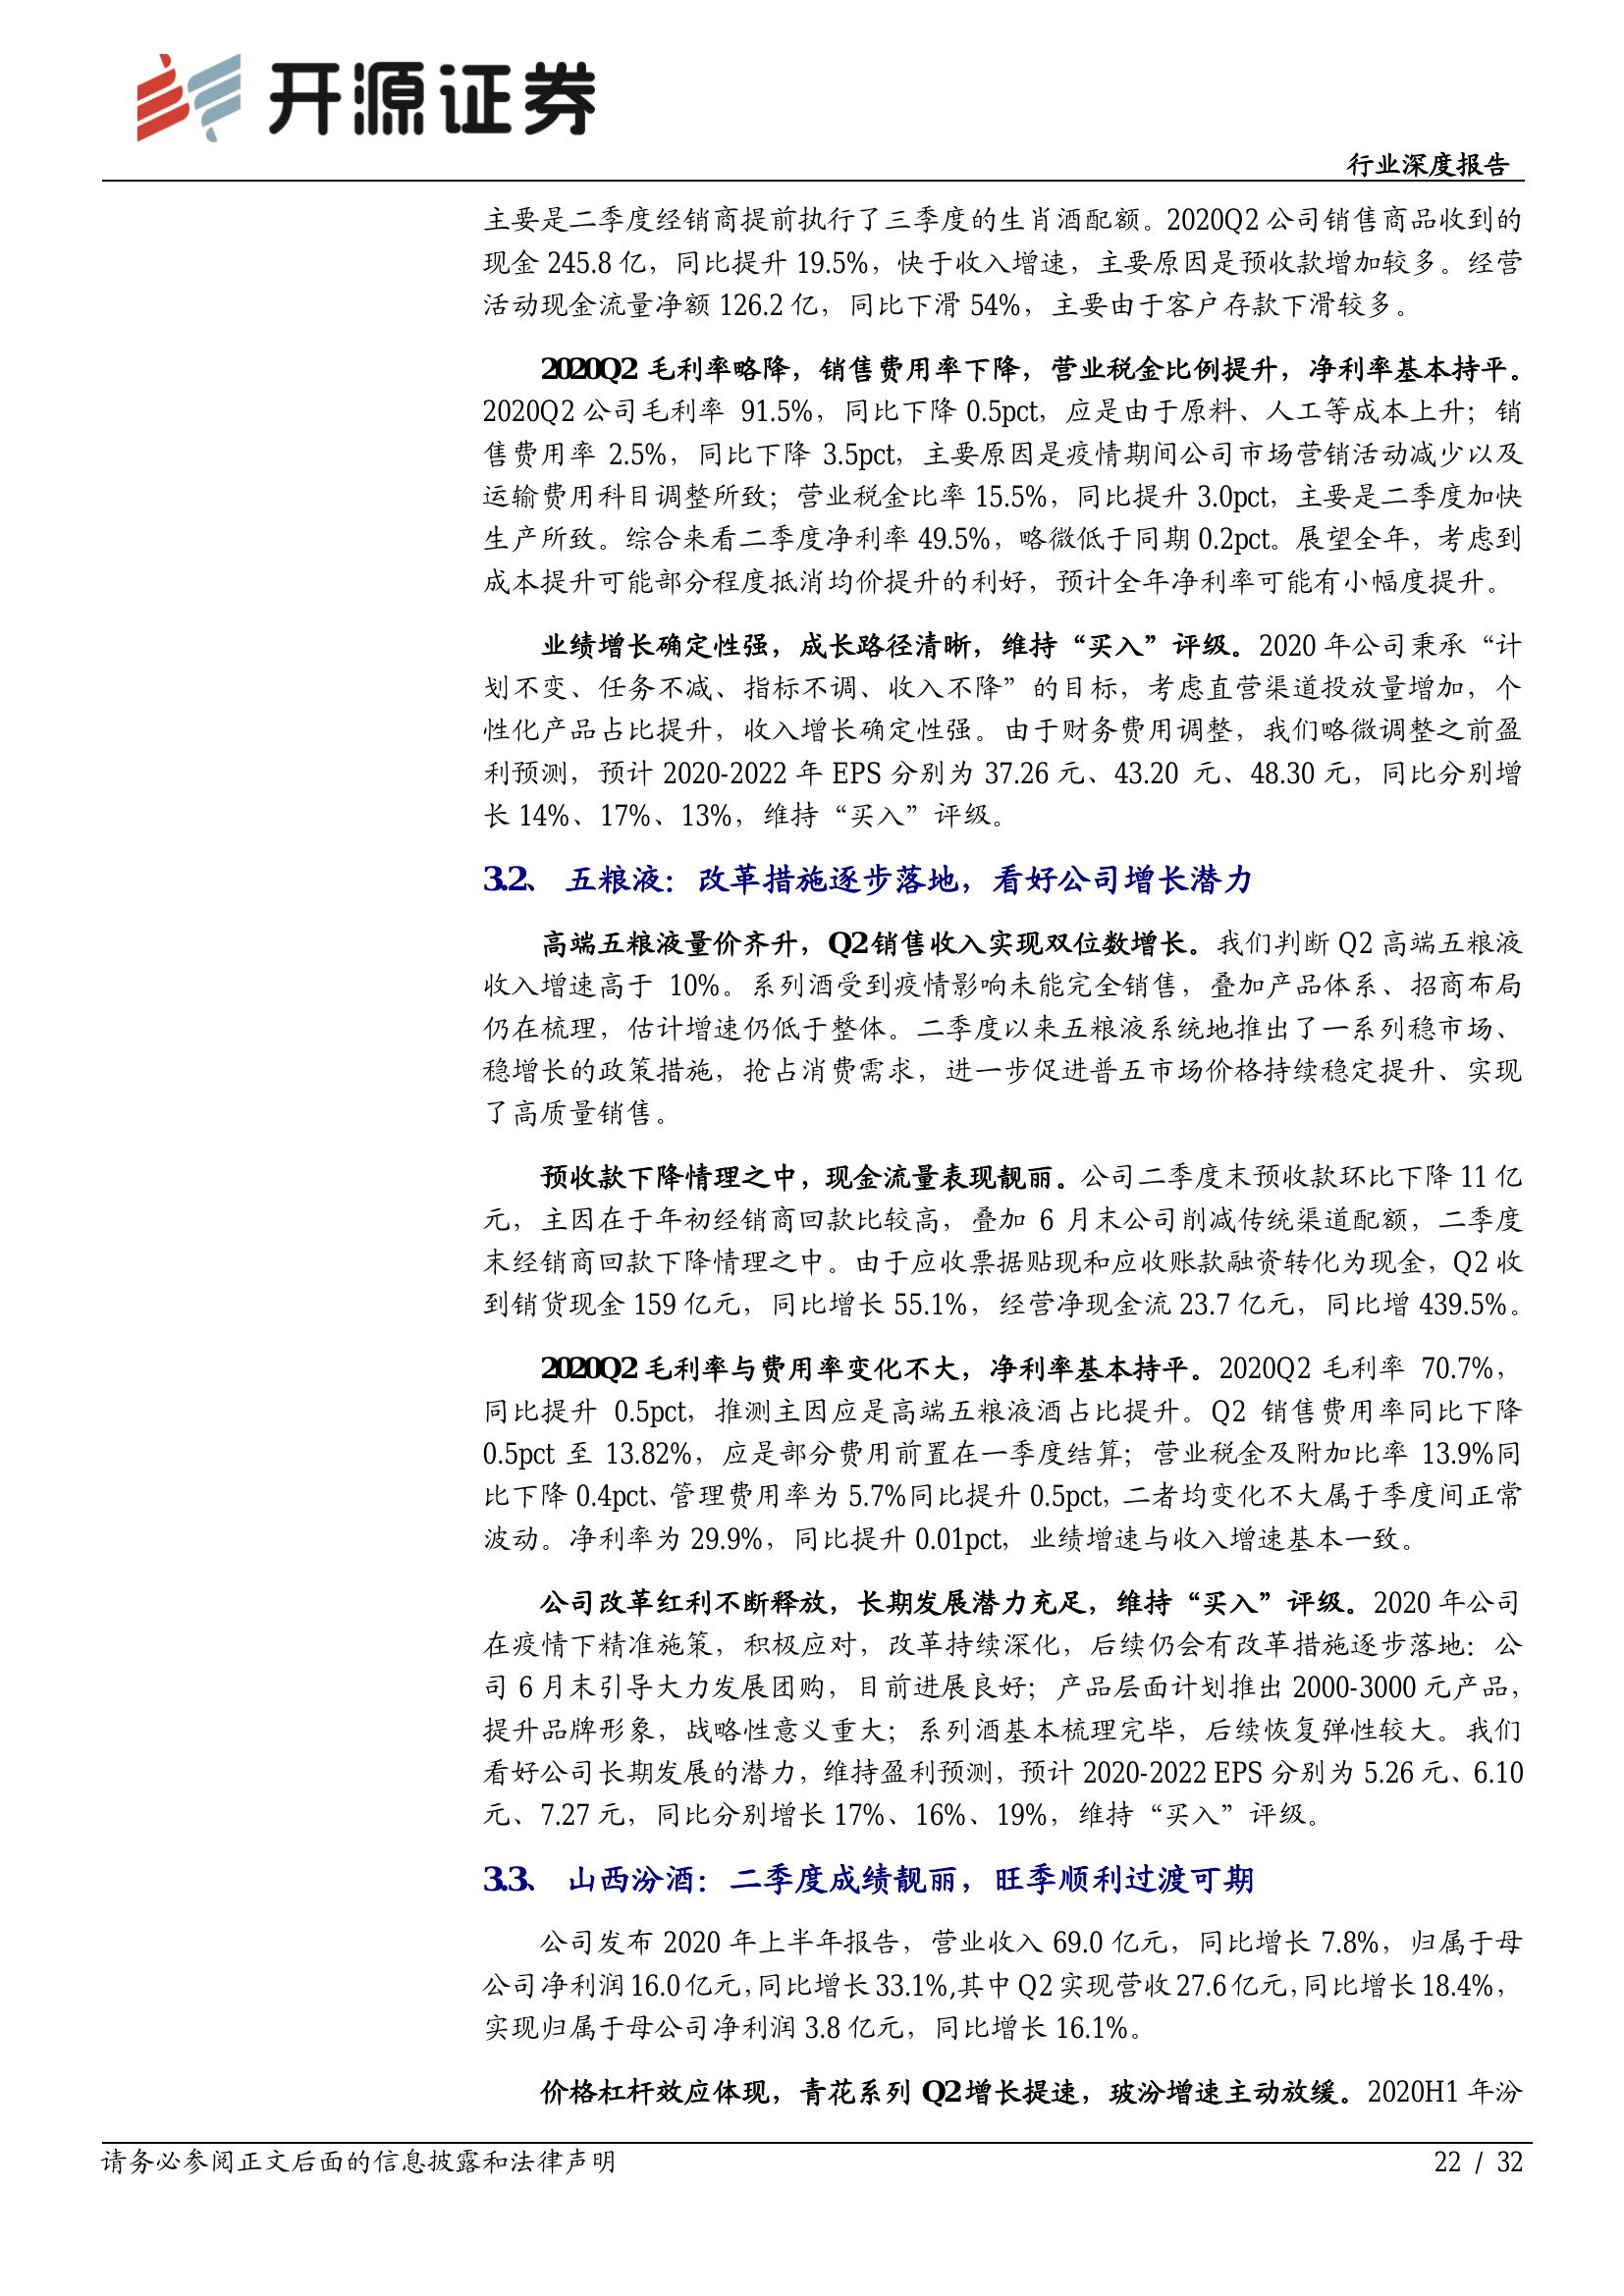 开源证券
行业深度报告
主要是二季度经销商提前执行了三季度的生肖酒配额。2020Q2 公司销售商品收到的
现金 245.8 亿，同比提升 19.5%，快于收入增速，主要原因是预收款增加较多。经营
活动现金流量净额 126.2 亿，同比下滑 54%，主要由于客户存款下滑较多。
2020Q2 毛利率略降，销售费用率下降，营业税金比例提升，净利率基本持平。
2020Q2 公司毛利率 91.5%，同比下降 0.5pct，应是由于原料、人工等成本上升；销
售费用率 2.5%，同比下降 3.5pct，主要原因是疫情期间公司市场营销活动减少以及
运输费用科目调整所致；营业税金比率 15.5%，同比提升 3.0pct，主要是二季度加快
生产所致。综合来看二季度净利率 49.5%，略微低于同期 0.2pct。展望全年，考虑到
成本提升可能部分程度抵消均价提升的利好，预计全年净利率可能有小幅度提升。
业绩增长确定性强，成长路径清晰，维持“买入”评级。2020 年公司秉承“计
划不变、任务不减、指标不调、收入不降”的目标，考虑直营渠道投放量增加，个
性化产品占比提升，收入增长确定性强。由于财务费用调整，我们略微调整之前盈
利预测，预计 2020-2022 年 EPS 分别为 37.26 元、43.20 元、48.30 元，同比分别增
长 14%、17%、13%，维持“买入”评级。
3.2、 五粮液：改革措施逐步落地，看好公司增长潜力
高端五粮液量价齐升，Q2 销售收入实现双位数增长。我们判断 Q2 高端五粮液
收入增速高于 10%。系列酒受到疫情影响未能完全销售，叠加产品体系、招商布局
仍在梳理，估计增速仍低于整体。二季度以来五粮液系统地推出了一系列稳市场、
稳增长的政策措施，抢占消费需求，进一步促进普五市场价格持续稳定提升、实现
了高质量销售。
预收款下降情理之中，现金流量表现靓丽。公司二季度末预收款环比下降 11 亿
元，主因在于年初经销商回款比较高，叠加 6 月末公司削减传统渠道配额，二季度
末经销商回款下降情理之中。由于应收票据贴现和应收账款融资转化为现金，Q2 收
到销货现金 159 亿元，同比增长 55.1%，经营净现金流 23.7 亿元，同比增 439.5%。
2020Q2 毛利率与费用率变化不大，净利率基本持平。2020Q2 毛利率 70.7%，
同比提升 0.5pct，推测主因应是高端五粮液酒占比提升。Q2 销售费用率同比下降
0.5pct 至 13.82%，应是部分费用前置在一季度结算；营业税金及附加比率 13.9%同
比下降 0.4pct、管理费用率为 5.7%同比提升 0.5pct，二者均变化不大属于季度间正常
波动。净利率为 29.9%，同比提升 0.01pct，业绩增速与收入增速基本一致。
公司改革红利不断释放，长期发展潜力充足，维持“买入”评级。2020 年公司
在疫情下精准施策，积极应对，改革持续深化，后续仍会有改革措施逐步落地：公
司 6 月末引导大力发展团购，目前进展良好；产品层面计划推出 2000-3000 元产品，
提升品牌形象，战略性意义重大；系列酒基本梳理完毕，后续恢复弹性较大。我们
看好公司长期发展的潜力，维持盈利预测，预计 2020-2022 EPS 分别为 5.26 元、6.10
元、7.27 元，同比分别增长 17%、16%、19%，维持“买入”评级。
3.3、 山西汾酒：二季度成绩靓丽，旺季顺利过渡可期
公司发布 2020 年上半年报告，营业收入 69.0 亿元，同比增长 7.8%，归属于母
公司净利润 16.0 亿元，同比增长 33.1%,其中 Q2 实现营收 27.6 亿元，同比增长 18.4%，
实现归属于母公司净利润 3.8 亿元，同比增长 16.1%。
价格杠杆效应体现，青花系列 Q2 增长提速，玻汾增速主动放缓。2020H1 年汾
请务必参阅正文后面的信息披露和法律声明
22 / 32